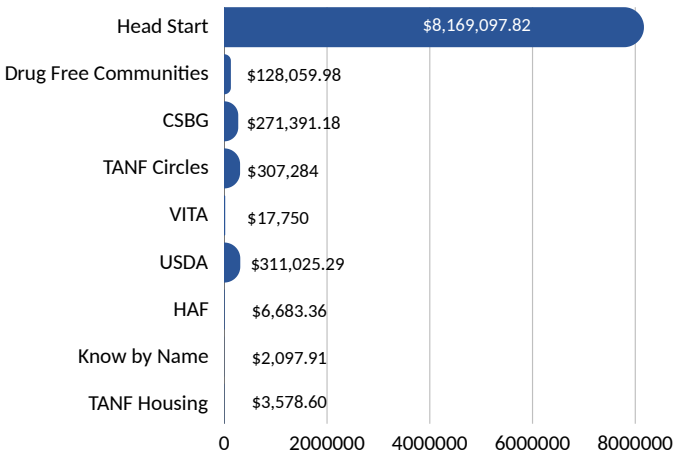 Head Start $8,169,097.82
Drug Free Communities $128,059.98
CSBG $271,391.18
TANF Circles $307,284
VITA $17,750
USDA $311,025.29
HAF $6,683.36
Know by Name $2,097.91
TANF Housing $3,578.60
0 2000000 4000000 6000000 8000000